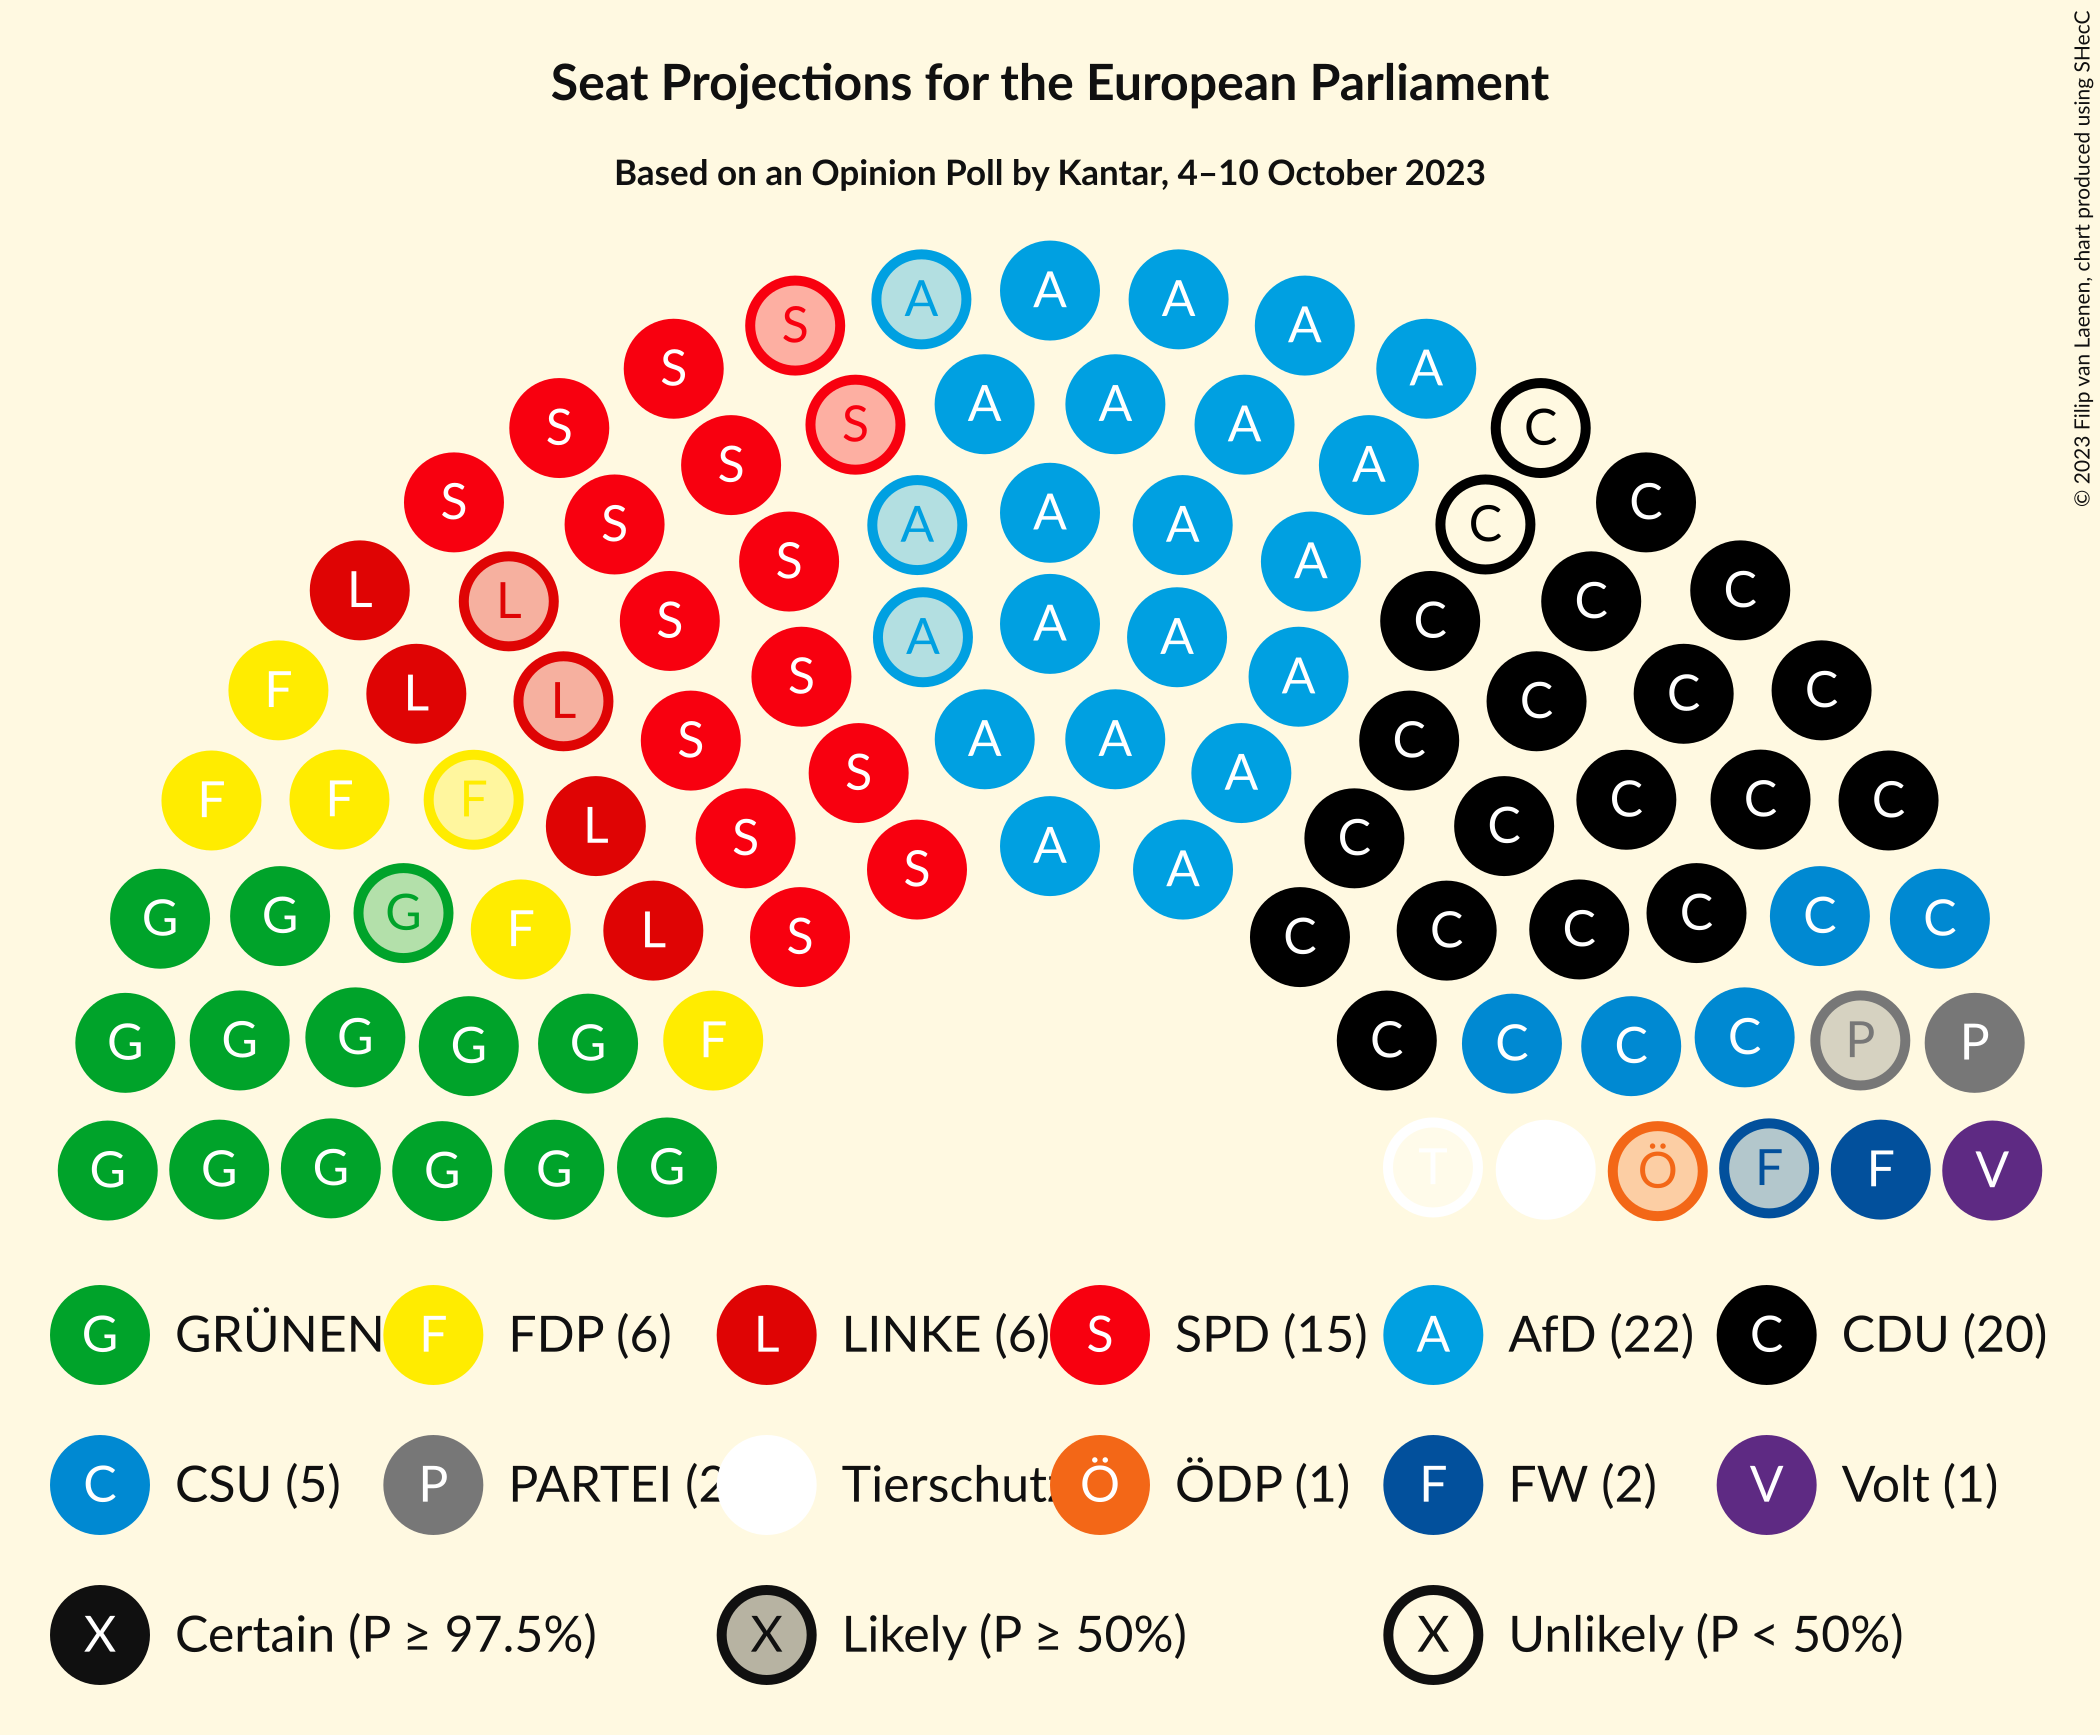 Seat Projections for the European Parliament
Based on an Opinion Poll by Kantar, 4–10 October 2023
© 2023 Filip van Laenen, chart produced using SHecC
S A A A A
S A
S S A A A C
S A
S S A A A C C
S A
L L S A A A C C C
F L L S A C C C
S A A C
F F F S A C C C
L S A C C
S A
G G G F L S C C C C C C
G G G G G F C C C C P P
G G G G G G T Ö F F V
G GRÜNEN F FDP (6) L LINKE (6) S SPD (15) A AfD (22) C CDU (20)
C CSU (5) P PARTEI (2 Tierschutz Ö ÖDP (1) F FW (2) V Volt (1)
X Certain (P ≥ 97.5%) X Likely (P ≥ 50%) X Unlikely (P < 50%)